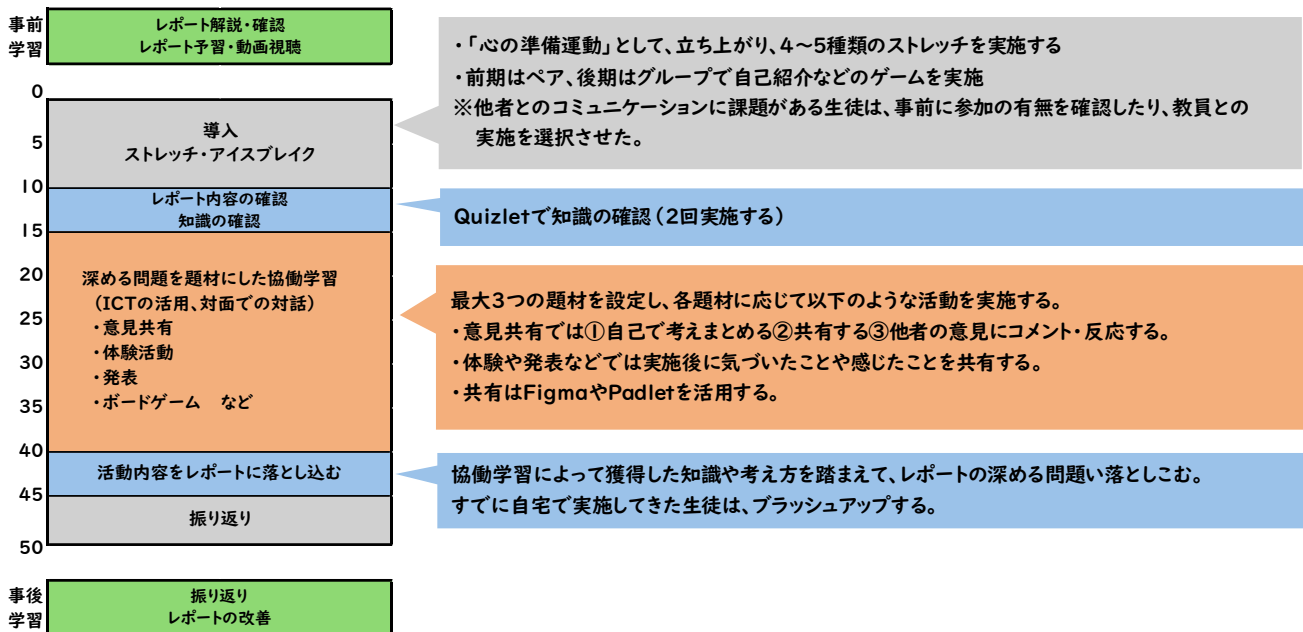 事前
学習
レポート解説・確認
レポート予習・動画視聴
・「心の準備運動」として、立ち上がり、4～5種類のストレッチを実施する
・前期はペア、後期はグループで自己紹介などのゲームを実施
※他者とのコミュニケーションに課題がある生徒は、事前に参加の有無を確認したり、教員との
実施を選択させた。
0
導入
ストレッチ・アイスブレイク
5
10
レポート内容の確認
知識の確認
Quizletで知識の確認（2回実施する）
15
20
深める問題を題材にした協働学習
（ICTの活用、対面での対話）
・意見共有
・体験活動
・発表
・ボードゲーム　など
25
30
35
最大3つの題材を設定し、各題材に応じて以下のような活動を実施する。
・意見共有では①自己で考えまとめる②共有する③他者の意見にコメント・反応する。
・体験や発表などでは実施後に気づいたことや感じたことを共有する。
・共有はFigmaやPadletを活用する。
40
活動内容をレポートに落とし込む
協働学習によって獲得した知識や考え方を踏まえて、レポートの深める問題い落としこむ。
すでに自宅で実施してきた生徒は、ブラッシュアップする。
45
振り返り
50
事後
学習
振り返り
レポートの改善